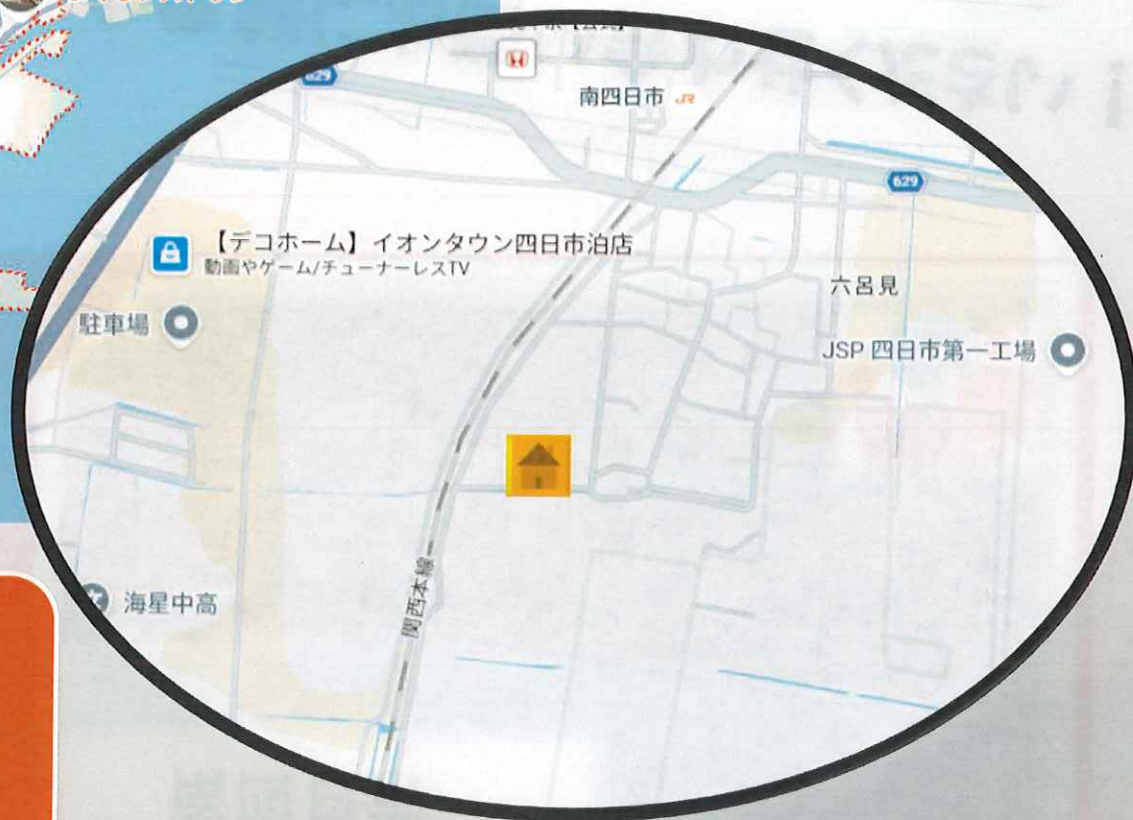 629
南四日市 JR
629
【デコホーム】イオンタウン四日市泊店
動画やゲーム/チューナーレスTV
六呂見
駐車場
JSP 四日市第一工場
関西本線
海星中高